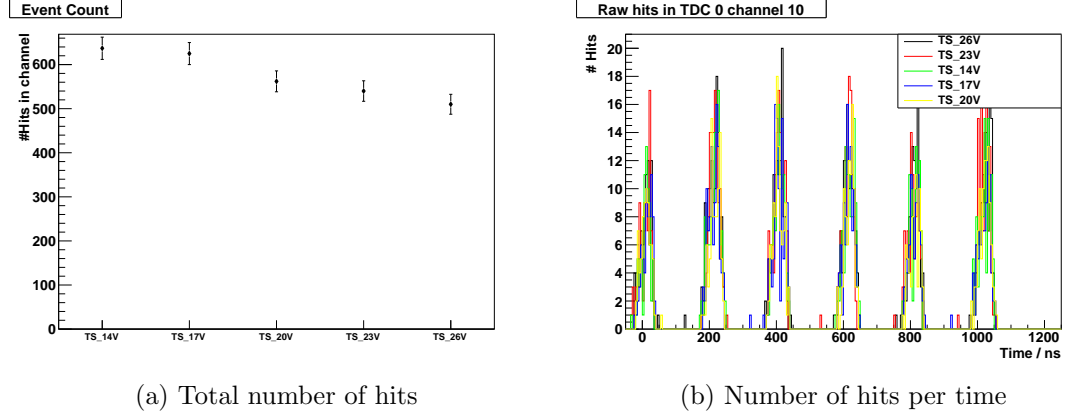 Event Count
#Hits in channel
600
500
400
300
200
100
0
TS_14V TS_17V TS_20V TS_23V TS_26V
(a) Total number of hits
Raw hits in TDC 0 channel 10
# Hits
20
18
16
14
12
10
8
6
4
2
0
TS_26V
TS_23V
TS_14V
TS_17V
TS_20V
0 200 400 600 800 1000 1200
Time / ns
(b) Number of hits per time